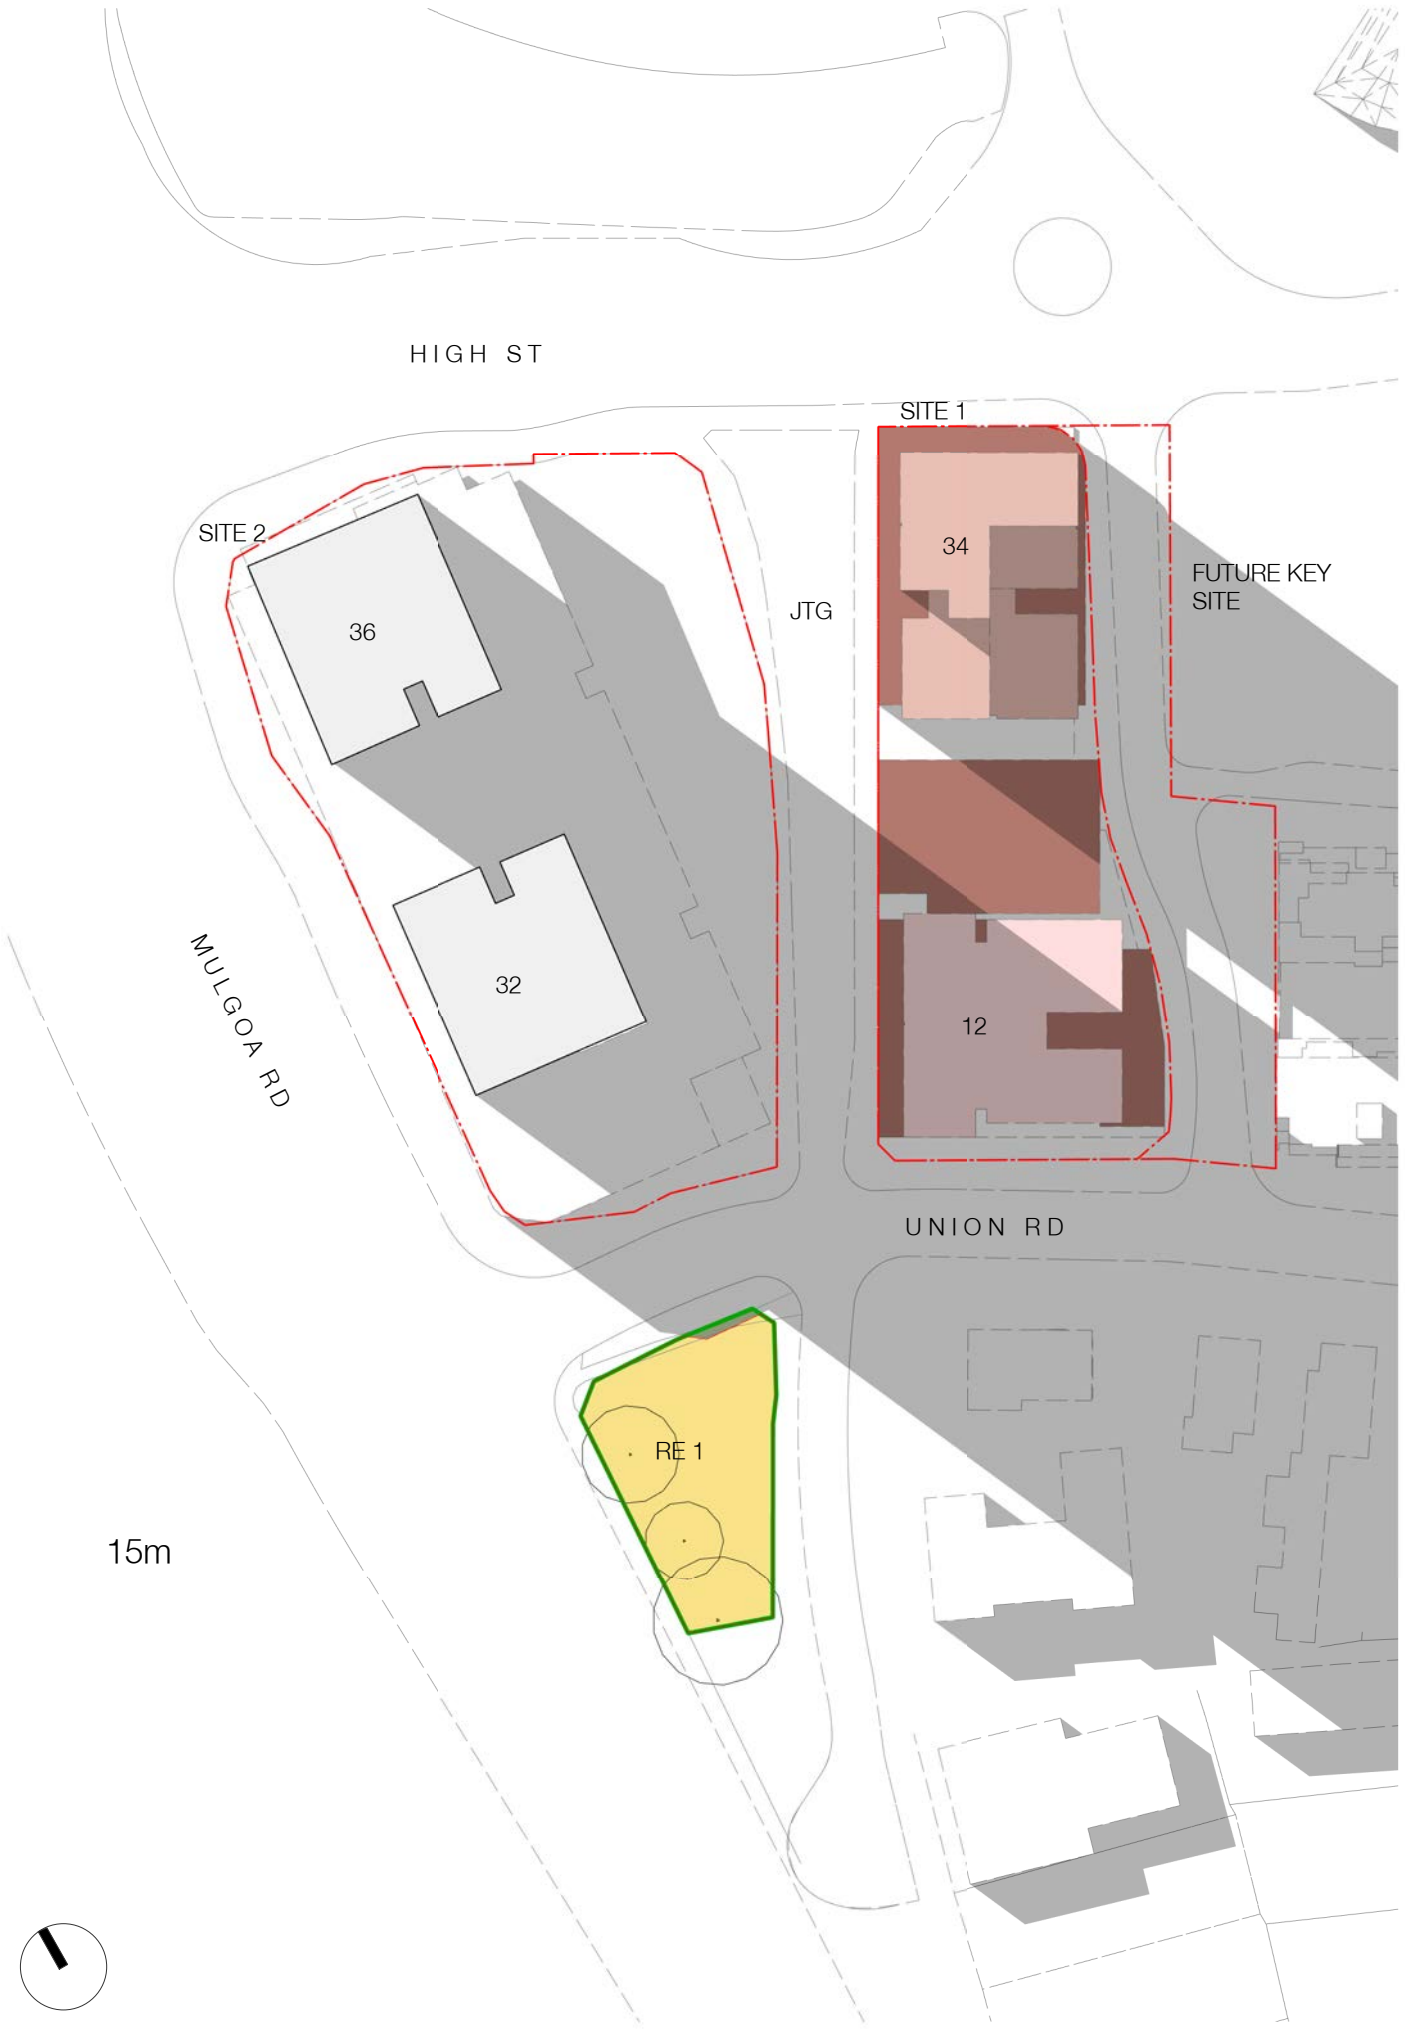 HIGH ST
SITE 1
SITE 2
34
FUTURE KEY
SITE
JTG
36
32
MULGOA RD
12
UNION RD
RE 1
15m